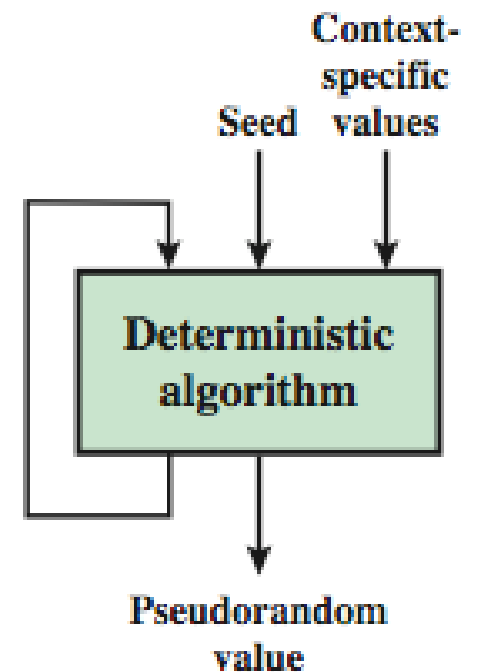 Context-
specific
Seed values
Deterministic
algorithm
Pseudorandom
value